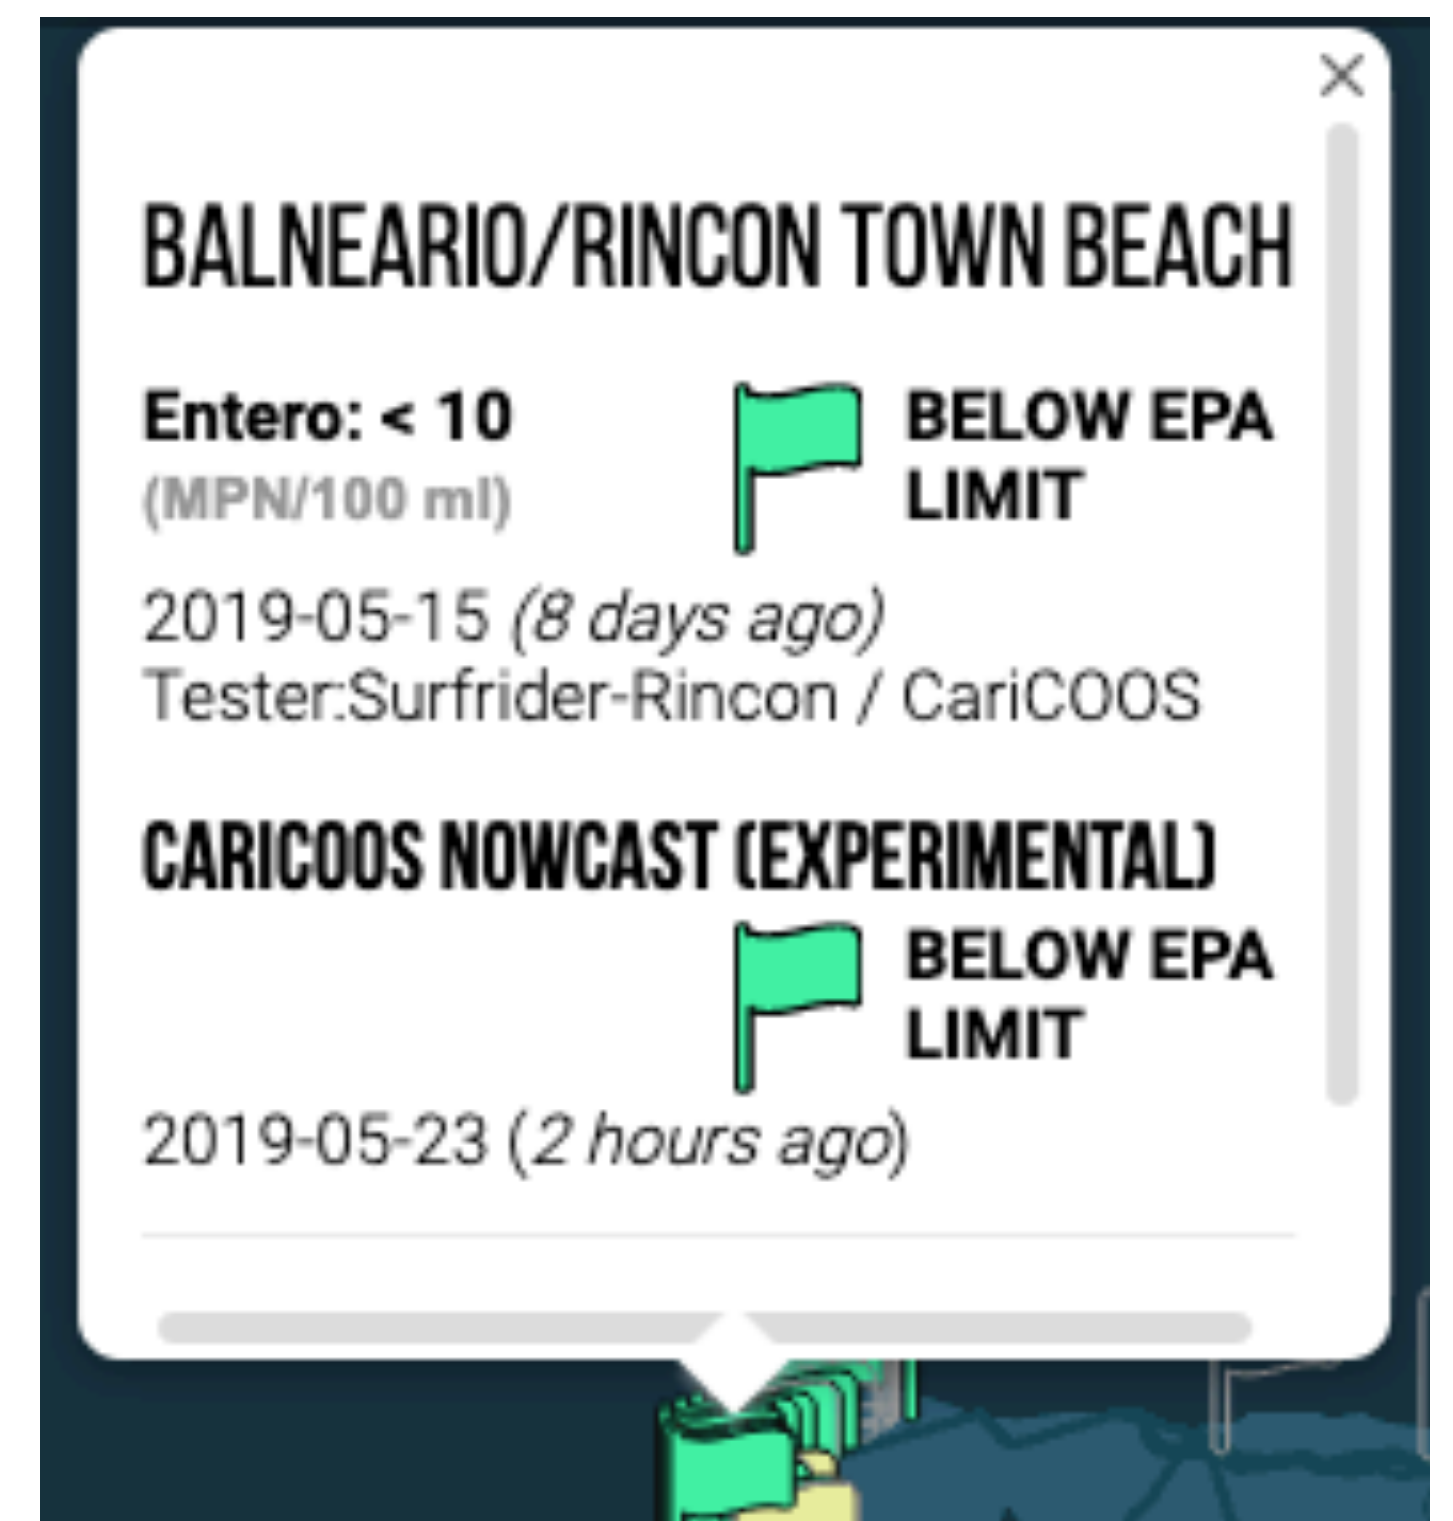 BALNEARIO/RINCON TOWN BEACH
Entero: < 10
(MPN/100 ml)
BELOW EPA
LIMIT
2019-05-15 (8 days ago)
Tester:Surfrider-Rincon / CariCOOS
CARICOOS NOWCAST (EXPERIMENTAL)
BELOW EPA
LIMIT
2019-05-23 (2 hours ago)